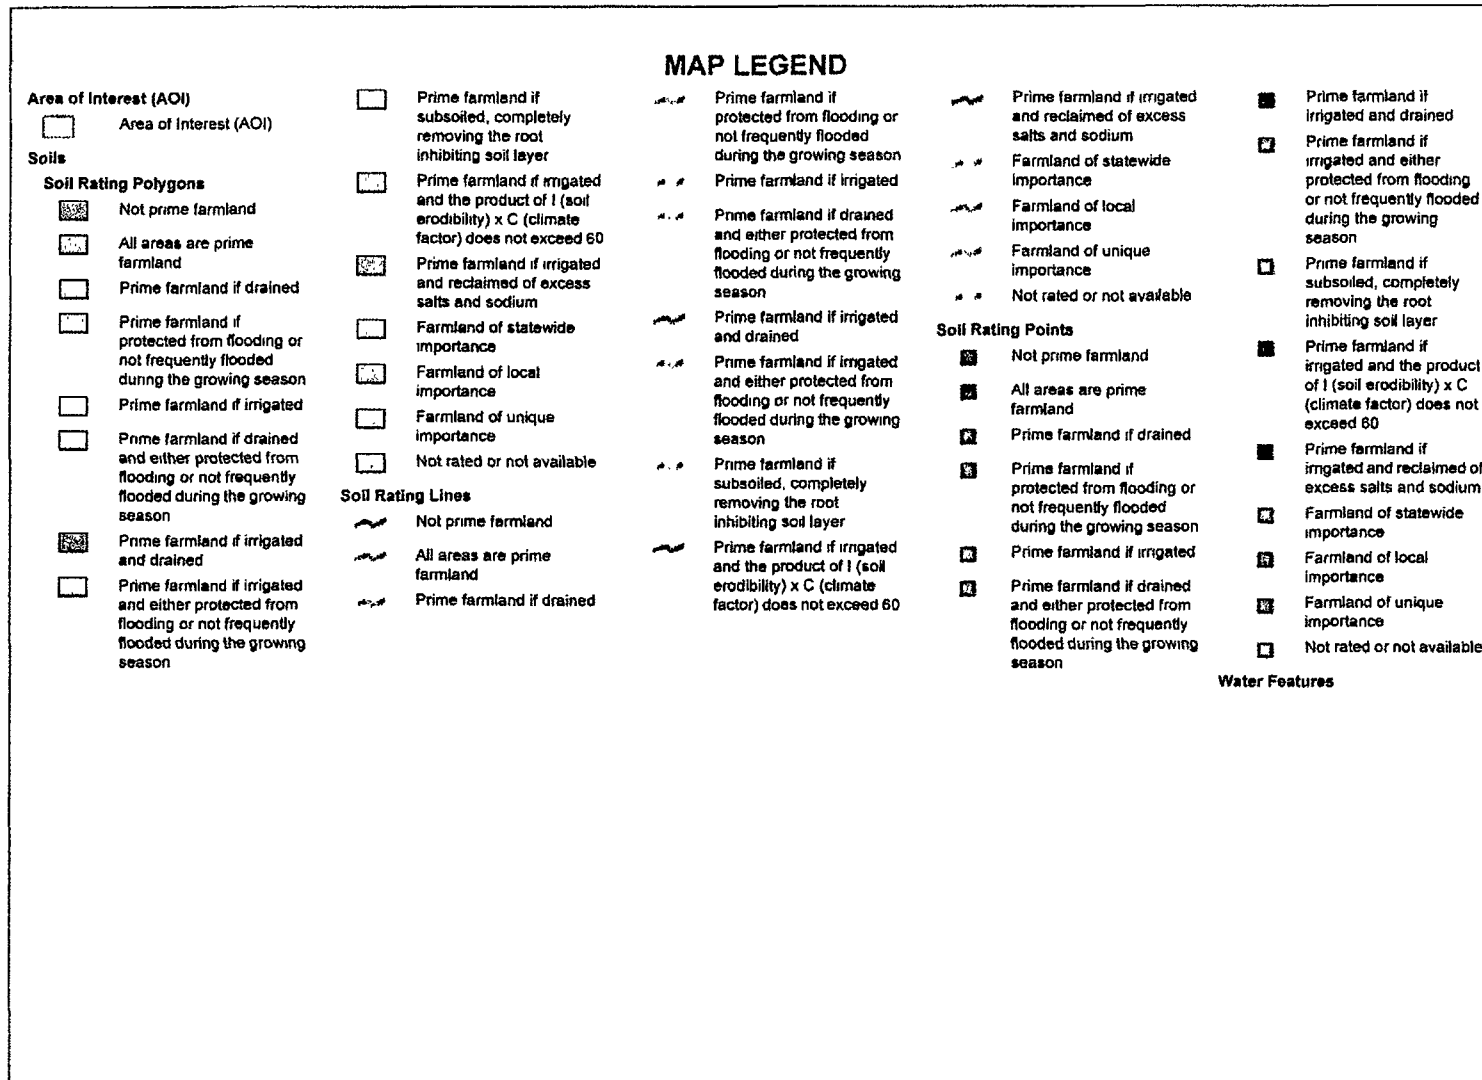 MAP LEGEND
Area of Interest (AOI)
Area of Interest (AOI)
Soils
Soil Rating Polygons
Not prime farmland
All areas are prime
farmland
Prime farmland if drained
Prime farmland if
protected from flooding or
not frequently flooded
during the growing season
Prime farmland if irrigated
Prime farmland if drained
and either protected from
flooding or not frequently
flooded during the growing
season
Prime farmland if irrigated
and drained
Prime farmland if irrigated
and either protected from
flooding or not frequently
flooded during the growing
season
Prime farmland if
subsoiled, completely
removing the root
inhibiting soil layer
Prime farmland if irrigated
and the product of I (soil
erodibility) x C (climate
factor) does not exceed 60
Prime farmland if irrigated
and reclaimed of excess
salts and sodium
Farmland of statewide
importance
Farmland of local
importance
Farmland of unique
importance
Not rated or not available
Soil Rating Lines
Not prime farmland
All areas are prime
farmland
Prime farmland if drained
Prime farmland if
protected from flooding or
not frequently flooded
during the growing season
Prime farmland if irrigated
Prime farmland if drained
and either protected from
flooding or not frequently
flooded during the growing
season
Prime farmland if irrigated
and drained
Prime farmland if irrigated
and either protected from
flooding or not frequently
flooded during the growing
season
Prime farmland if
subsoiled, completely
removing the root
inhibiting soil layer
Prime farmland if irrigated
and the product of I (soil
erodibility) x C (climate
factor) does not exceed 60
Prime farmland if irrigated
and reclaimed of excess
salts and sodium
Farmland of statewide
importance
Farmland of local
importance
Farmland of unique
importance
Not rated or not available
Soil Rating Points
Not prime farmland
All areas are prime
farmland
Prime farmland if drained
Prime farmland if
protected from flooding or
not frequently flooded
during the growing season
Prime farmland if irrigated
Prime farmland if drained
and either protected from
flooding or not frequently
flooded during the growing
season
Prime farmland if
irrigated and drained
Prime farmland if
irrigated and either
protected from flooding
or not frequently flooded
during the growing
season
Prime farmland if
subsoiled, completely
removing the root
inhibiting soil layer
Prime farmland if
irrigated and the product
of I (soil erodibility) x C
(climate factor) does not
exceed 60
Prime farmland if
irrigated and reclaimed of
excess salts and sodium
Farmland of statewide
importance
Farmland of local
importance
Farmland of unique
importance
Not rated or not available
Water Features